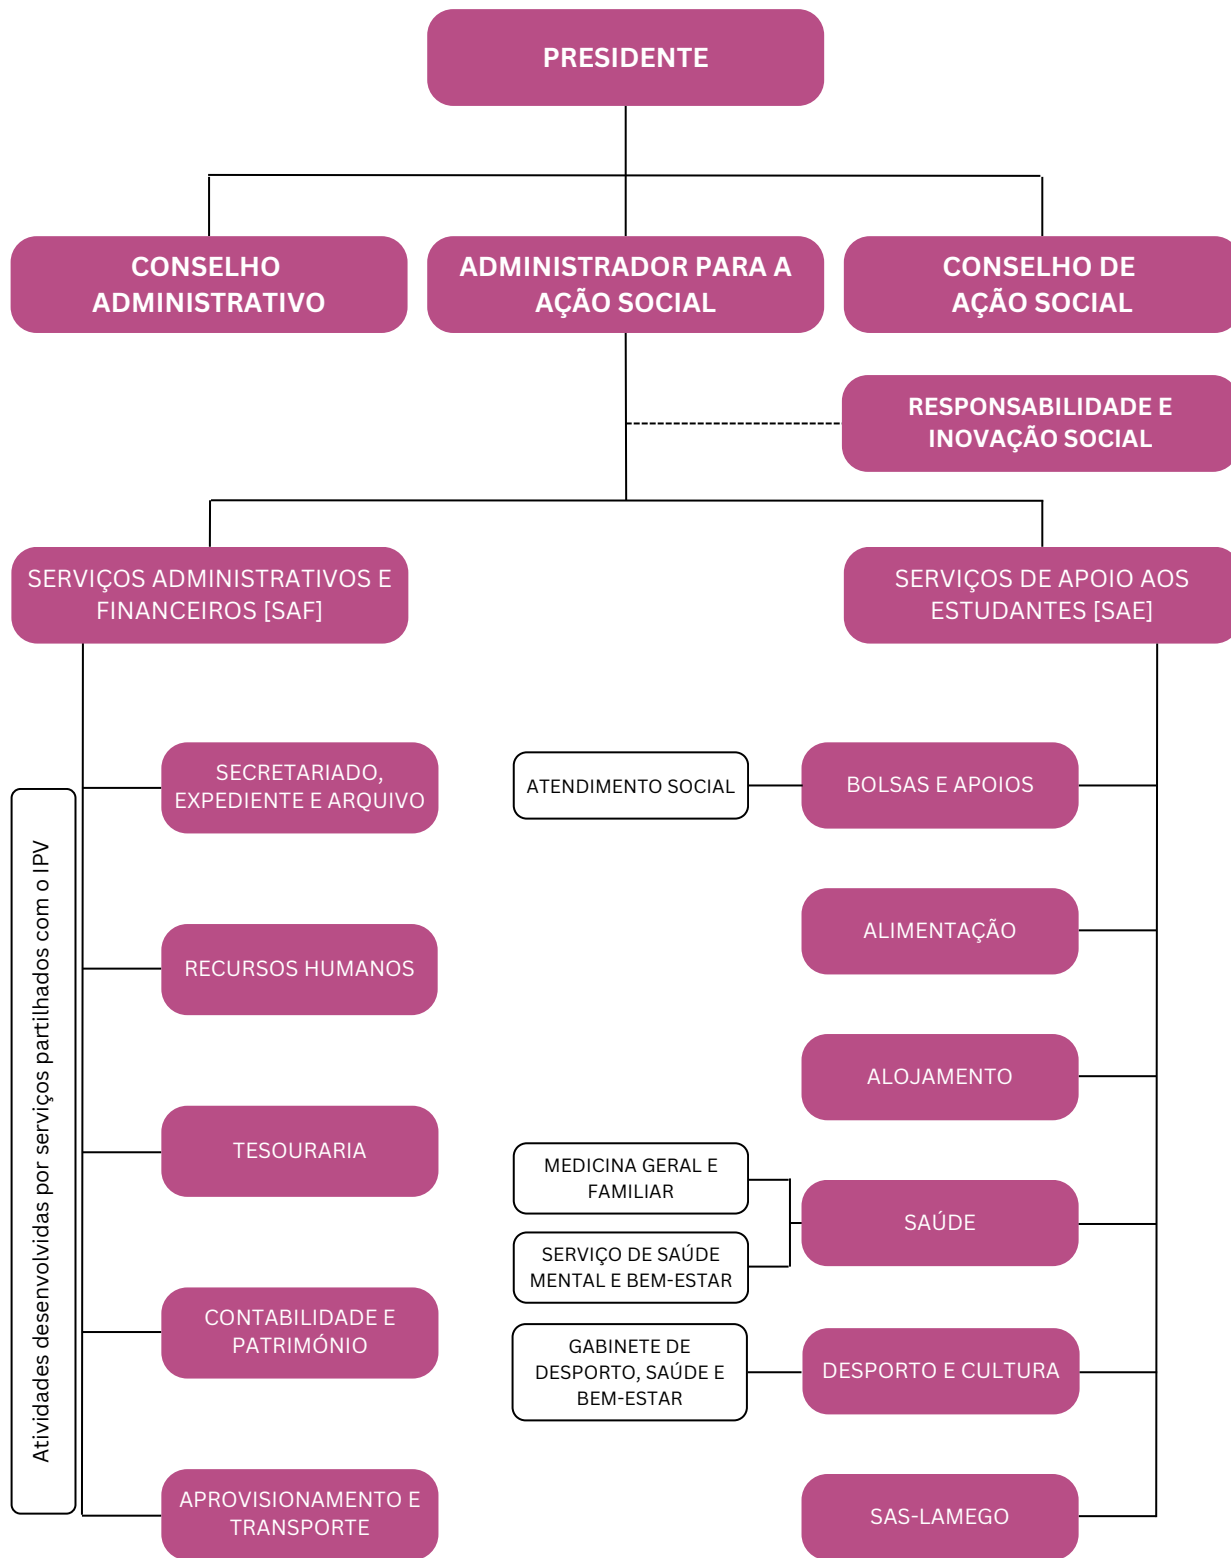 PRESIDENTE
CONSELHO
ADMINISTRATIVO
ADMINISTRADOR PARA A
AÇÃO SOCIAL
CONSELHO DE
AÇÃO SOCIAL
RESPONSABILIDADE E
INOVAÇÃO SOCIAL
SERVIÇOS ADMINISTRATIVOS E
FINANCEIROS [SAF]
SERVIÇOS DE APOIO AOS
ESTUDANTES [SAE]
Atividades desenvolvidas por serviços partilhados com o IPV
SECRETARIADO,
EXPEDIENTE E ARQUIVO
RECURSOS HUMANOS
TESOURARIA
CONTABILIDADE E
PATRIMÓNIO
APROVISIONAMENTO E
TRANSPORTE
ATENDIMENTO SOCIAL
BOLSAS E APOIOS
ALIMENTAÇÃO
ALOJAMENTO
MEDICINA GERAL E
FAMILIAR
SERVIÇO DE SAÚDE
MENTAL E BEM-ESTAR
SAÚDE
GABINETE DE
DESPORTO, SAÚDE E
BEM-ESTAR
DESPORTO E CULTURA
SAS-LAMEGO